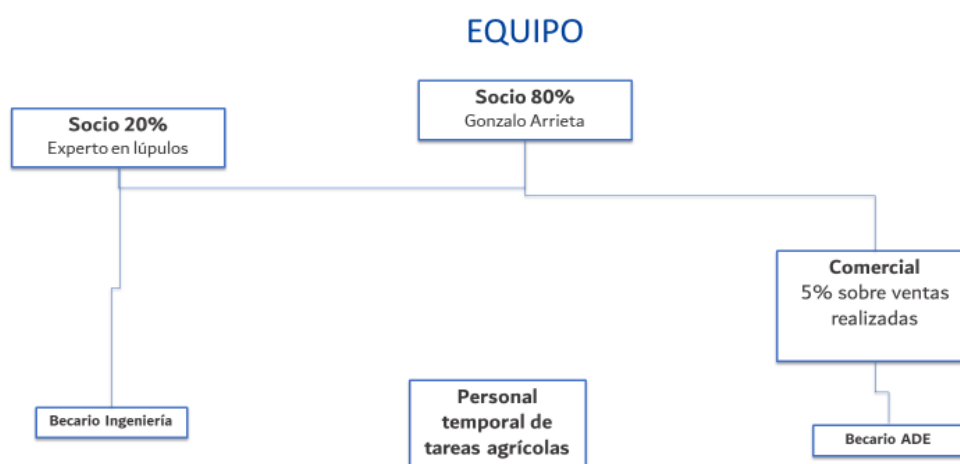 EQUIPO
Socio 80%
Gonzalo Arrieta
Socio 20%
Experto en lúpulos
Comercial
5% sobre ventas
realizadas
Personal
temporal de
tareas agrícolas
Becario Ingeniería
Becario ADE